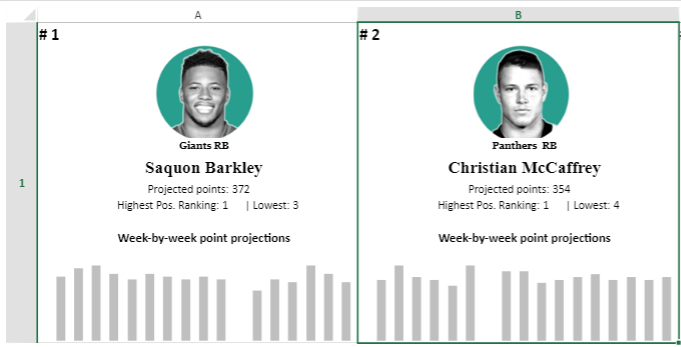 A B
# 1
Giants RB
Saquon Barkley
Projected points: 372
Highest Pos. Ranking: 1 | Lowest: 3
Week-by-week point projections
# 2
Panthers RB
Christian McCaffrey
Projected points: 354
Highest Pos. Ranking: 1 | Lowest: 4
Week-by-week point projections
1